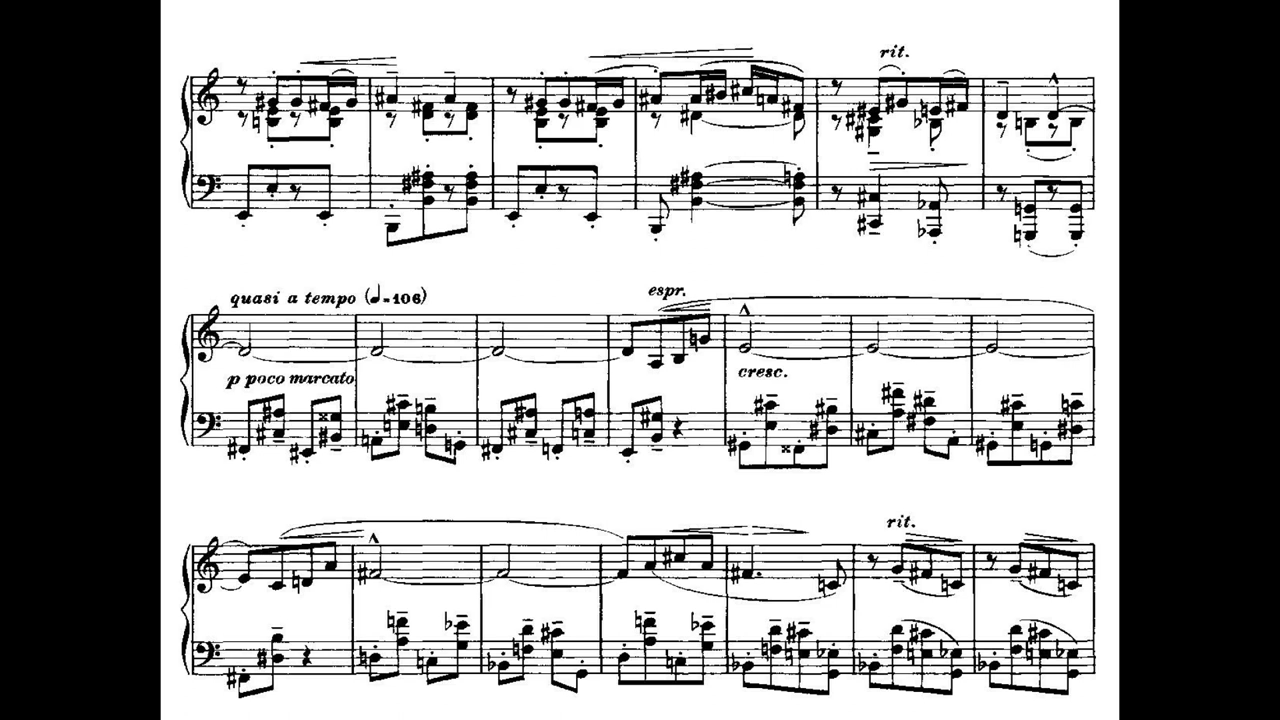 rit.
quasi a tempo (♩=106)
espr.
p poco marcato
cresc.
rit.